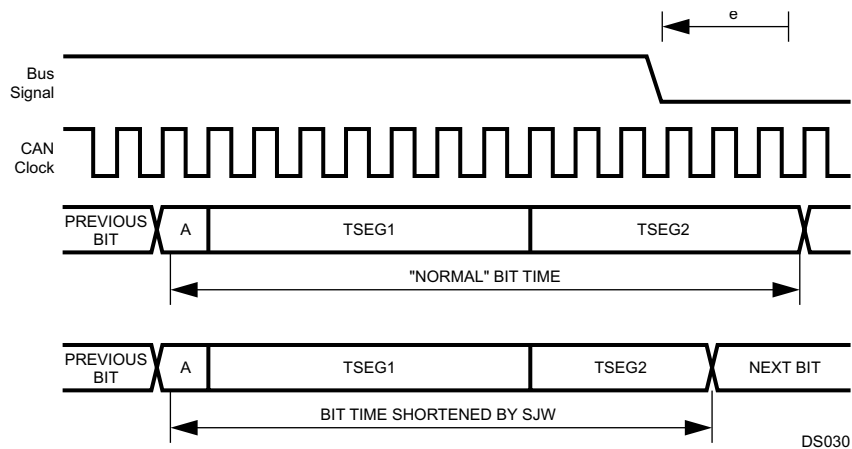 e
Bus
Signal
CAN
Clock
PREVIOUS
BIT
A
TSEG1
TSEG2
"NORMAL" BIT TIME
PREVIOUS
BIT
A
TSEG1
TSEG2
NEXT BIT
BIT TIME SHORTENED BY SJW
DS030